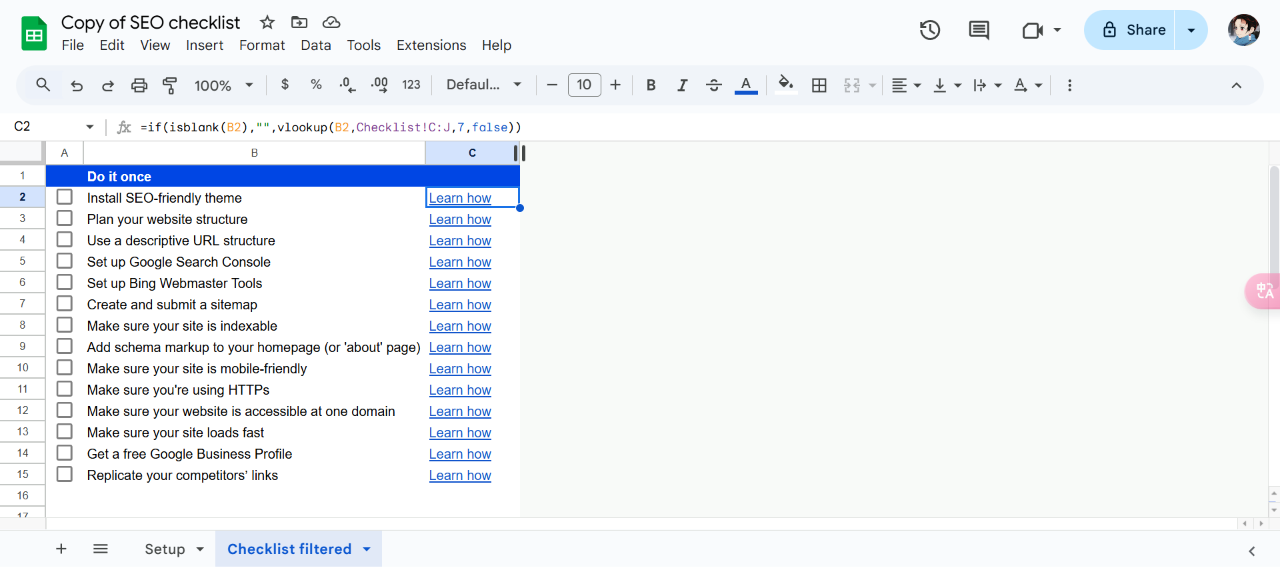 Copy of SEO checklist
File Edit View Insert Format Data Tools Extensions Help
Share
100% $ % .0 .00 123 Defaul... − 10 + B I S A A
C2 fx =if(isblank(B2),"",vlookup(B2,Checklist!C:J,7,false))
A B C
1 Do it once
2 Install SEO-friendly theme Learn how
3 Plan your website structure Learn how
4 Use a descriptive URL structure Learn how
5 Set up Google Search Console Learn how
6 Set up Bing Webmaster Tools Learn how
7 Create and submit a sitemap Learn how
8 Make sure your site is indexable Learn how
9 Add schema markup to your homepage (or 'about' page) Learn how
10 Make sure your site is mobile-friendly Learn how
11 Make sure you're using HTTPs Learn how
12 Make sure your website is accessible at one domain Learn how
13 Make sure your site loads fast Learn how
14 Get a free Google Business Profile Learn how
15 Replicate your competitors’ links Learn how
16
17
中 A
+ Setup Checklist filtered